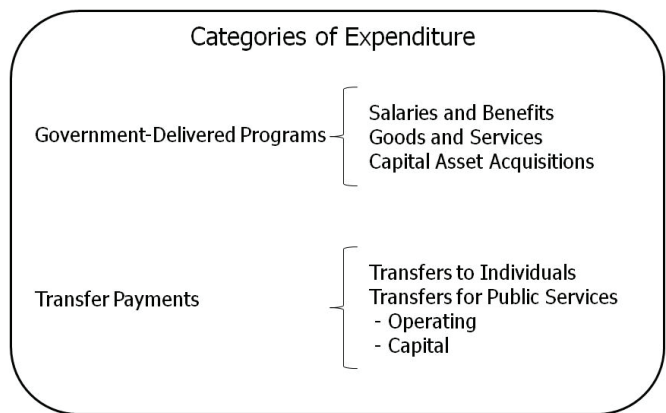 Categories of Expenditure
Government-Delivered Programs
Salaries and Benefits
Goods and Services
Capital Asset Acquisitions
Transfer Payments
Transfers to Individuals
Transfers for Public Services
- Operating
- Capital